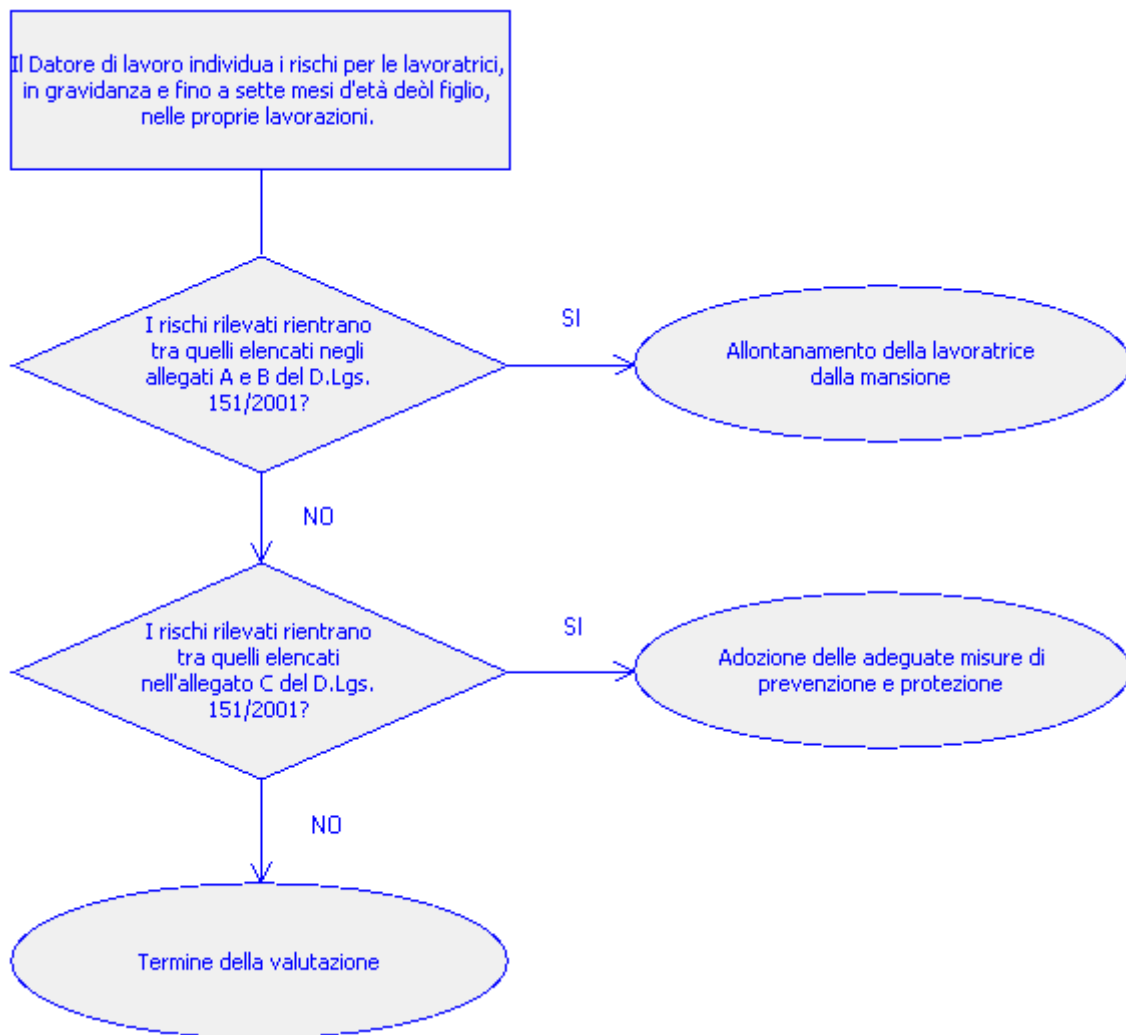 Il Datore di lavoro individua i rischi per le lavoratrici,
in gravidanza e fino a sette mesi d'età deòl figlio,
nelle proprie lavorazioni.
I rischi rilevati rientrano
tra quelli elencati negli
allegati A e B del D.Lgs.
151/2001?
SI
Allontanamento della lavoratrice
dalla mansione
NO
I rischi rilevati rientrano
tra quelli elencati
nell'allegato C del D.Lgs.
151/2001?
SI
Adozione delle adeguate misure di
prevenzione e protezione
NO
Termine della valutazione